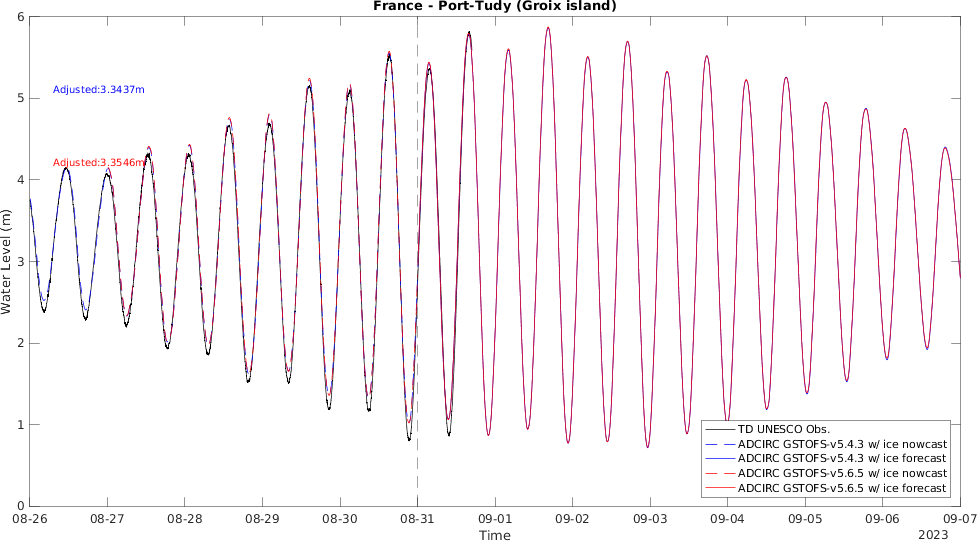 France - Port-Tudy (Groix island)
6
5
4
3
2
1
0
Water Level (m)
Adjusted:3.3437m
Adjusted:3.3546m
TD UNESCO Obs.
ADCIRC GSTOFS-v5.4.3 w/ ice nowcast
ADCIRC GSTOFS-v5.4.3 w/ ice forecast
ADCIRC GSTOFS-v5.6.5 w/ ice nowcast
ADCIRC GSTOFS-v5.6.5 w/ ice forecast
08-26 08-27 08-28 08-29 08-30 08-31 09-01 09-02 09-03 09-04 09-05 09-06 09-07
Time
2023